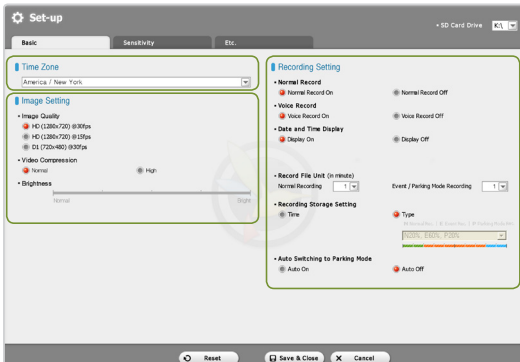 Set-up
• SD Card Drive K:\
Basic Sensitivity Etc.
Time Zone
America / New York
Image Setting
• Image Quality
HD (1280x720) @30fps
HD (1280x720) @15fps
D1 (720x480) @30fps
• Video Compression
Normal High
• Brightness
Normal Bright
Recording Setting
• Normal Record
Normal Record On Normal Record Off
• Voice Record
Voice Record On Voice Record Off
• Date and Time Display
Display On Display Off
• Record File Unit (in minute)
Normal Recording 1 Event / Parking Mode Recording 1
• Recording Storage Setting
Time Type
N20%, E60%, P20%
• Auto Switching to Parking Mode
Auto On Auto Off
Reset Save & Close X Cancel